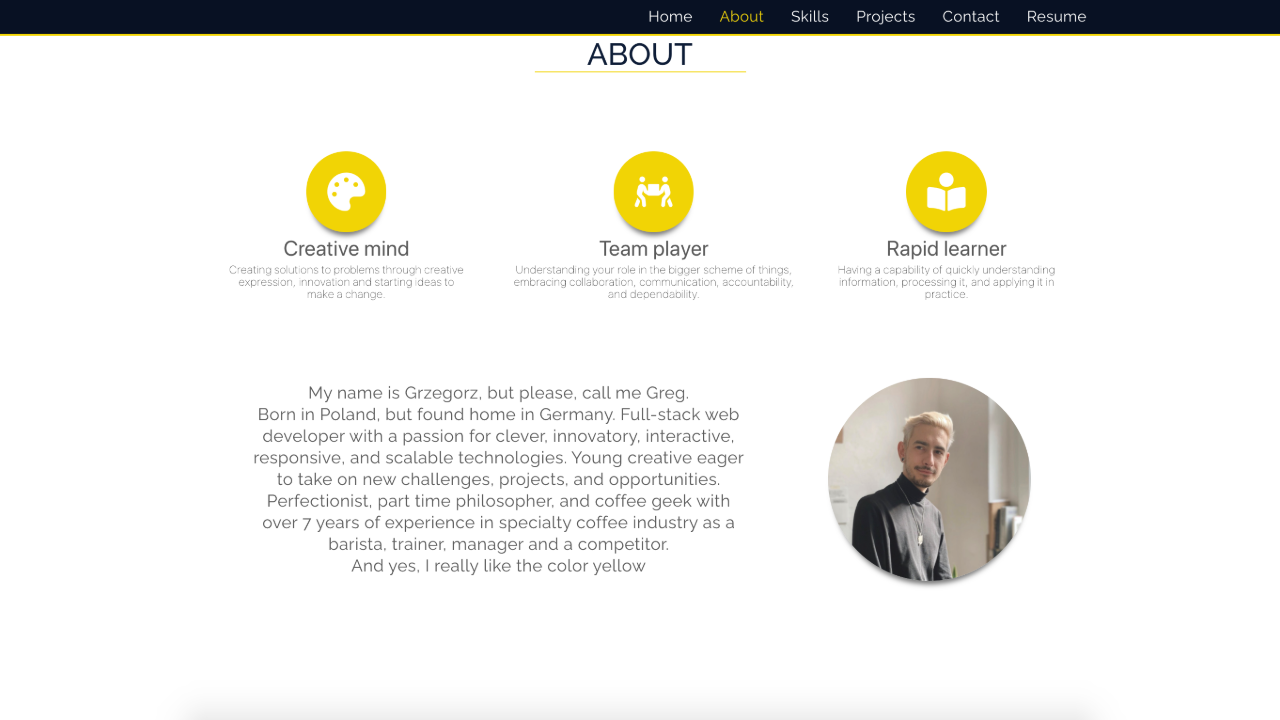 Home About Skills Projects Contact Resume
ABOUT
Creative mind
Creating solutions to problems through creative
expression, innovation and starting ideas to
make a change.
Team player
Understanding your role in the bigger scheme of things,
embracing collaboration, communication, accountability,
and dependability.
Rapid learner
Having a capability of quickly understanding
information, processing it, and applying it in
practice.
My name is Grzegorz, but please, call me Greg.
Born in Poland, but found home in Germany. Full-stack web
developer with a passion for clever, innovatory, interactive,
responsive, and scalable technologies. Young creative eager
to take on new challenges, projects, and opportunities.
Perfectionist, part time philosopher, and coffee geek with
over 7 years of experience in specialty coffee industry as a
barista, trainer, manager and a competitor.
And yes, I really like the color yellow